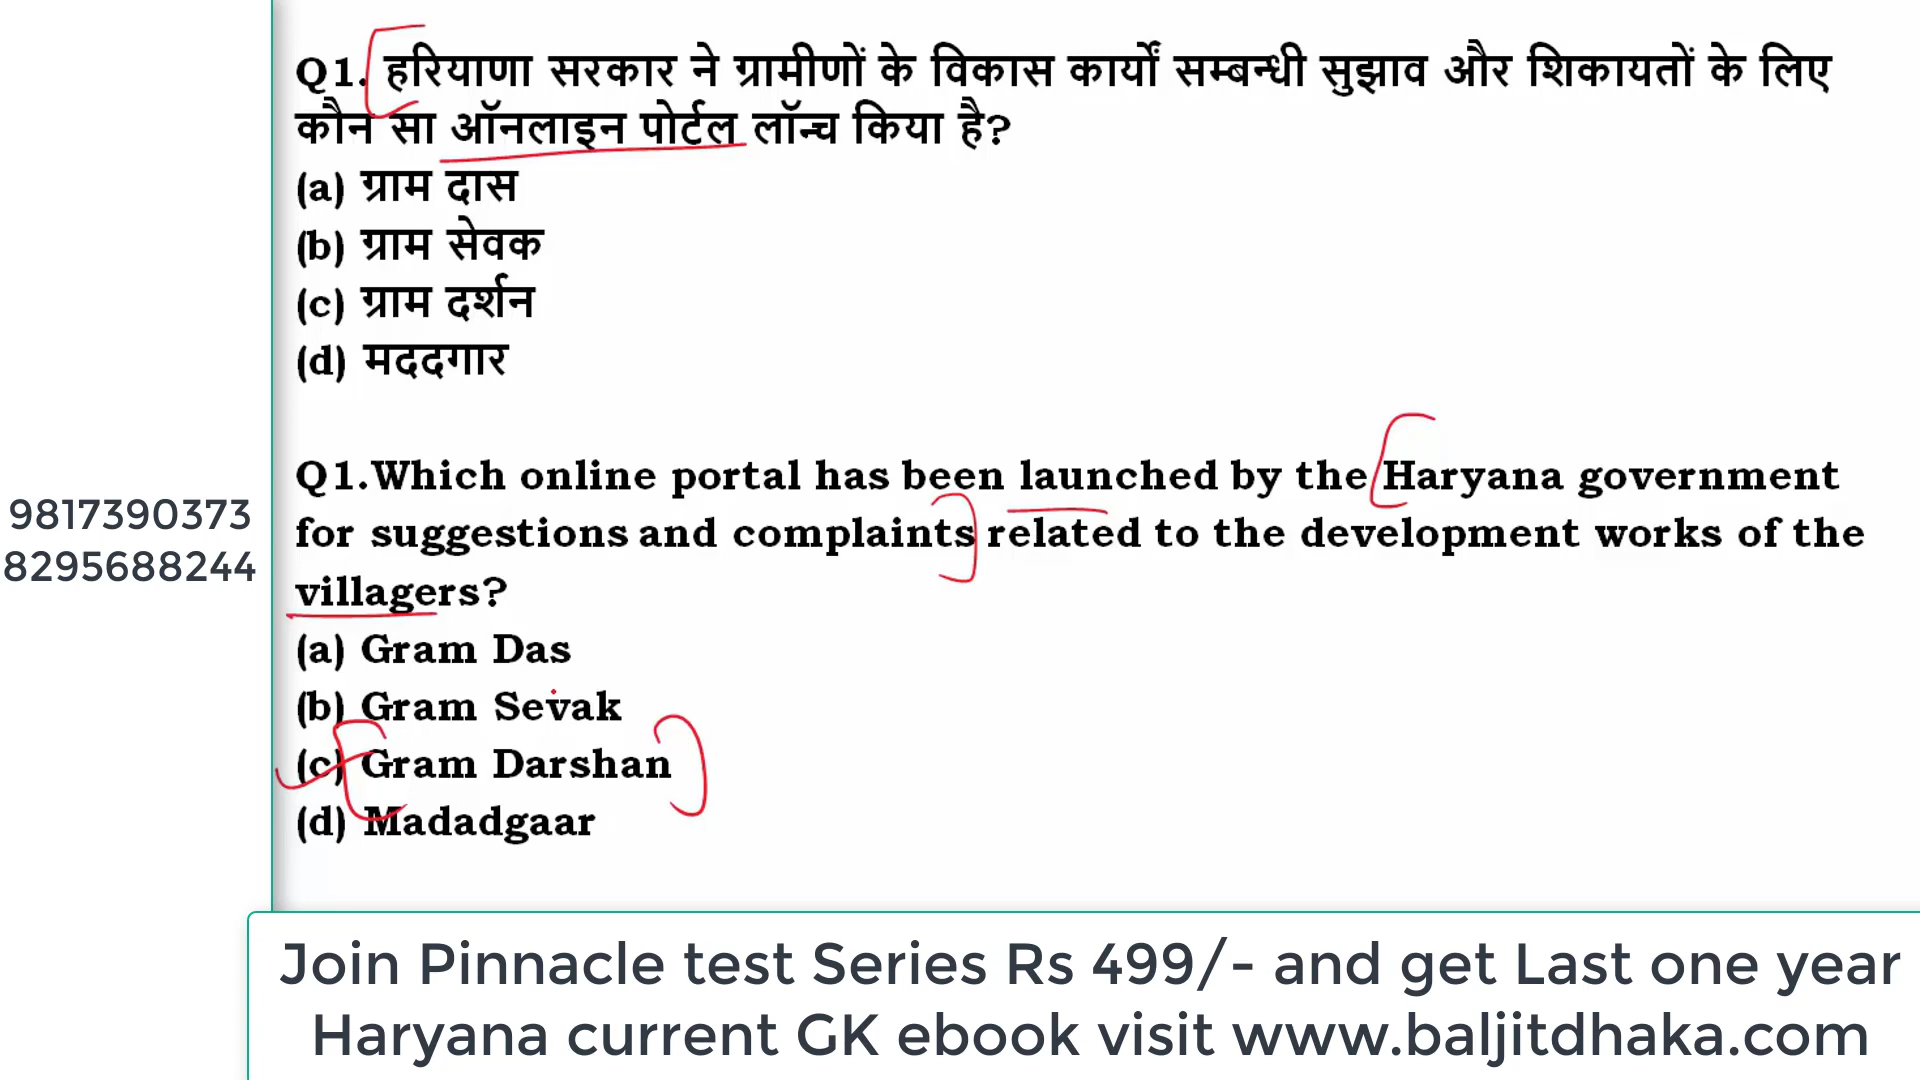 Q1. हरियाणा सरकार ने ग्रामीणों के विकास कार्यों सम्बन्धी सुझाव और शिकायतों के लिए
कौन सा ऑनलाइन पोर्टल लॉन्च किया है?
(a) ग्राम दास
(b) ग्राम सेवक
(c) ग्राम दर्शन
(d) मददगार
Q1.Which online portal has been launched by the Haryana government
for suggestions and complaints related to the development works of the
villagers?
(a) Gram Das
(b) Gram Sevak
(c) Gram Darshan
(d) Madadgaar
9817390373
8295688244
Join Pinnacle test Series Rs 499/- and get Last one year
Haryana current GK ebook visit www.baljitdhaka.com